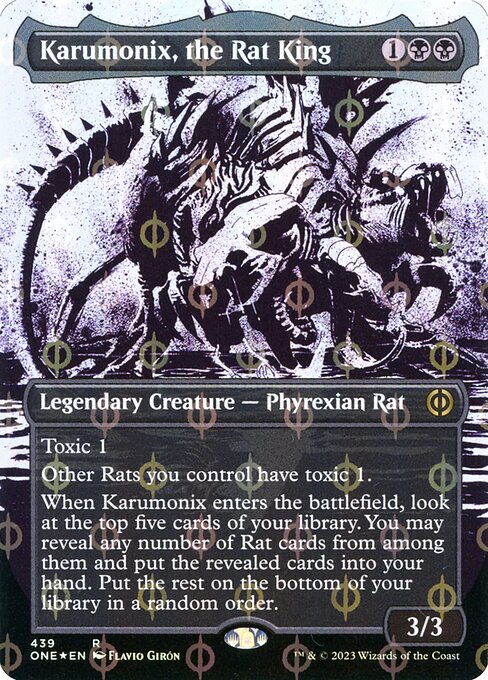 Karumonix, the Rat King 1
Legendary Creature — Phyrexian Rat
Toxic 1
Other Rats you control have toxic 1.
When Karumonix enters the battlefield, look
at the top five cards of your library. You may
reveal any number of Rat cards from among
them and put the revealed cards into your
hand. Put the rest on the bottom of your
library in a random order.
3/3
439 R
ONE★EN Flavio Girón
™ & © 2023 Wizards of the Coast